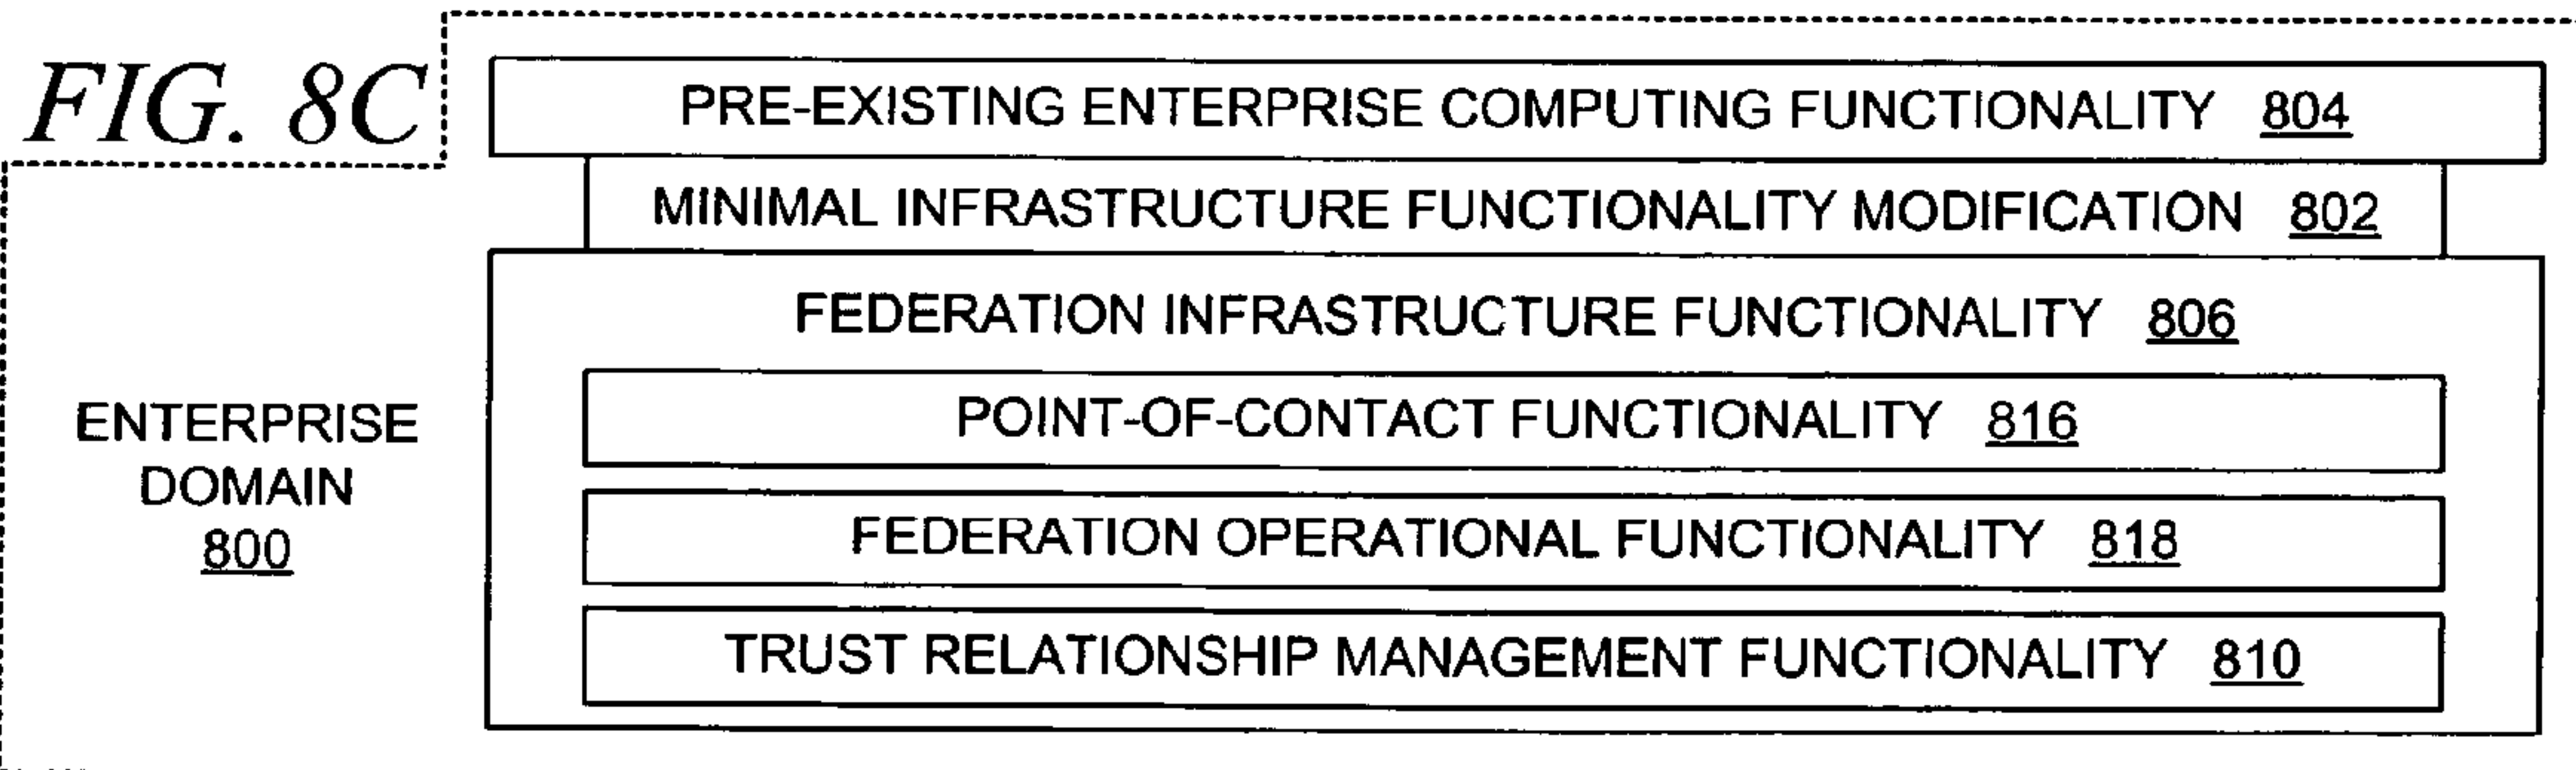 FIG. 8C
PRE-EXISTING ENTERPRISE COMPUTING FUNCTIONALITY 804
MINIMAL INFRASTRUCTURE FUNCTIONALITY MODIFICATION 802
FEDERATION INFRASTRUCTURE FUNCTIONALITY 806
POINT-OF-CONTACT FUNCTIONALITY 816
FEDERATION OPERATIONAL FUNCTIONALITY 818
TRUST RELATIONSHIP MANAGEMENT FUNCTIONALITY 810
ENTERPRISE
DOMAIN
800